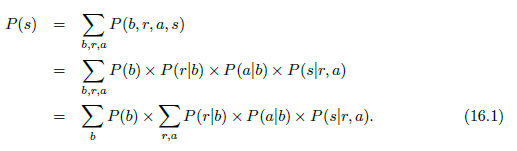 P(s) = ∑_{b,r,a} P(b, r, a, s)
= ∑_{b,r,a} P(b) × P(r|b) × P(a|b) × P(s|r, a)
= ∑_{b} P(b) × ∑_{r,a} P(r|b) × P(a|b) × P(s|r, a). (16.1)